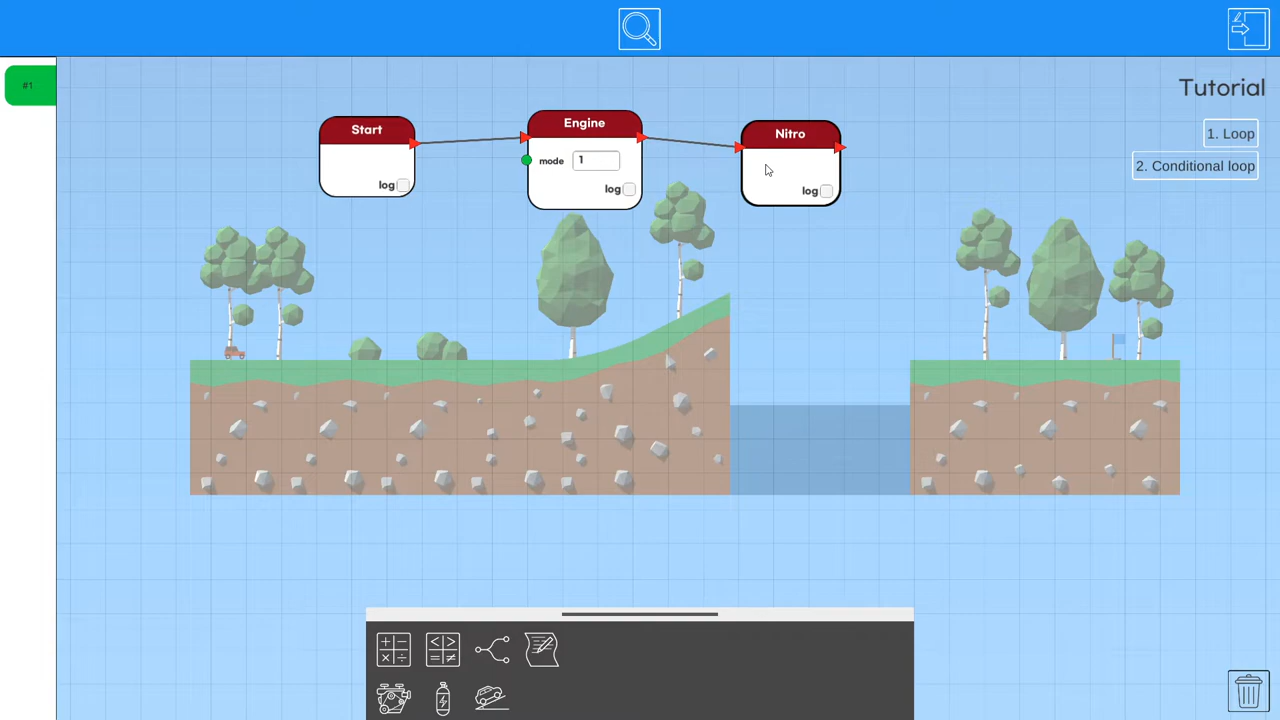 #1
Tutorial
1. Loop
2. Conditional loop
Start
log
Engine
mode 1
log
Nitro
log